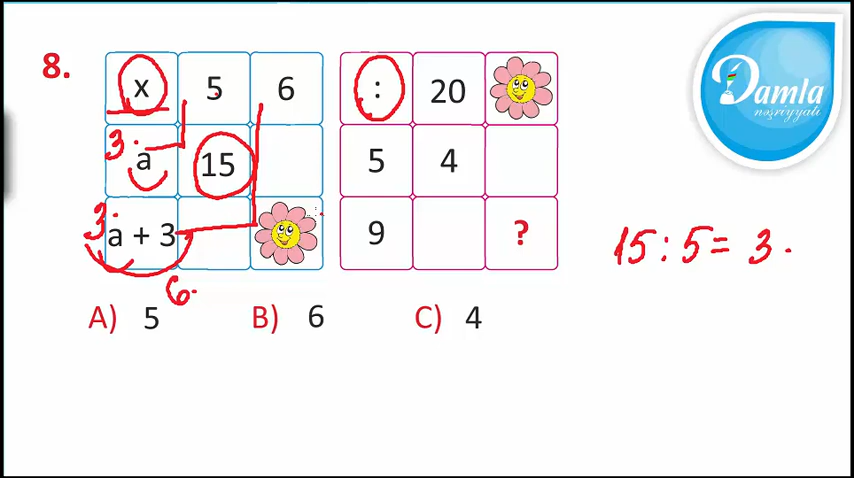 8.
x 5 6 : 20
3. a 15 5 4
3. a + 3 9 ?
6.
15 : 5 = 3.
A) 5 B) 6 C) 4
Damla
nəşriyyatı